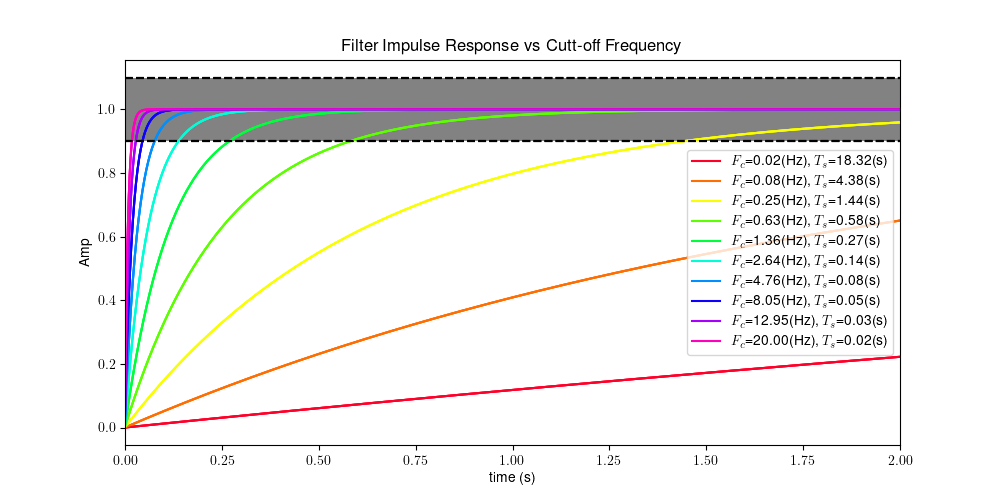 Filter Impulse Response vs Cutt-off Frequency
Amp
1.0
0.8
0.6
0.4
0.2
0.0
F_c=0.02(Hz), T_s=18.32(s)
F_c=0.08(Hz), T_s=4.38(s)
F_c=0.25(Hz), T_s=1.44(s)
F_c=0.63(Hz), T_s=0.58(s)
F_c=1.36(Hz), T_s=0.27(s)
F_c=2.64(Hz), T_s=0.14(s)
F_c=4.76(Hz), T_s=0.08(s)
F_c=8.05(Hz), T_s=0.05(s)
F_c=12.95(Hz), T_s=0.03(s)
F_c=20.00(Hz), T_s=0.02(s)
0.00 0.25 0.50 0.75 1.00 1.25 1.50 1.75 2.00
time (s)